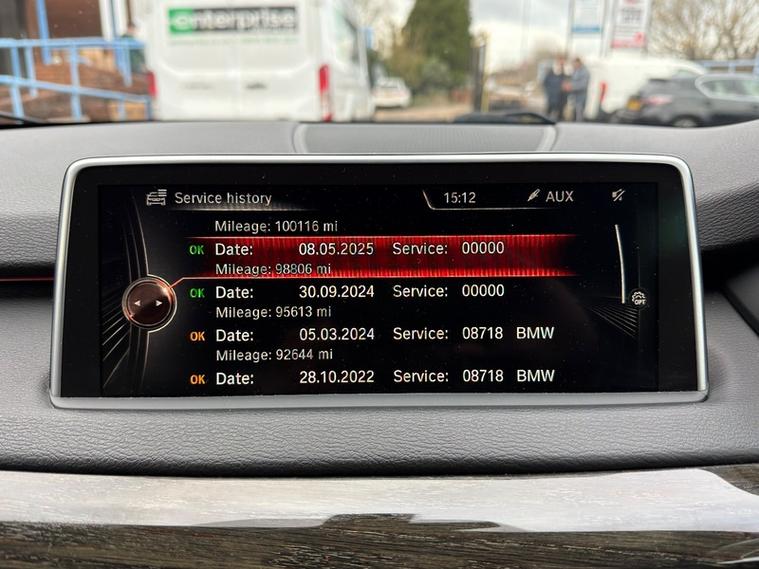 enterprise
Service history 15:12 AUX
Mileage: 100116 mi
OK Date: 08.05.2025 Service: 00000
Mileage: 98806 mi
OK Date: 30.09.2024 Service: 00000
Mileage: 95613 mi
OK Date: 05.03.2024 Service: 08718 BMW
Mileage: 92644 mi
OK Date: 28.10.2022 Service: 08718 BMW
OPT